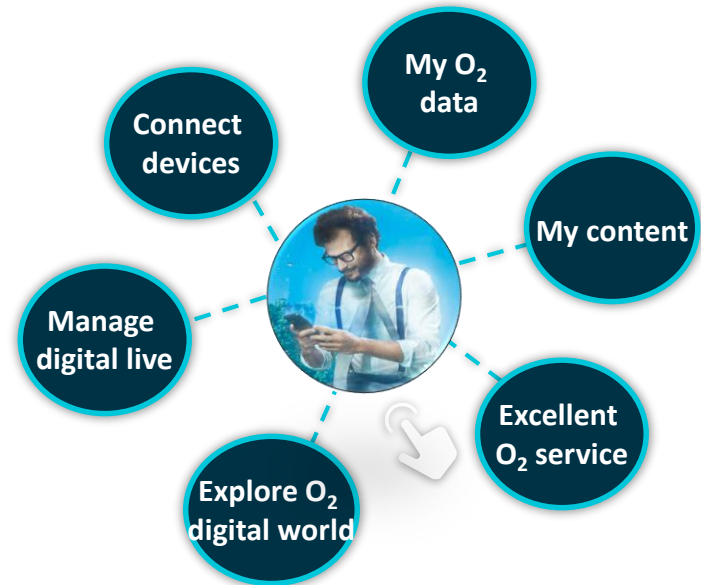 My O₂
data
Connect
devices
My content
Manage
digital live
Excellent
O₂ service
Explore O₂
digital world